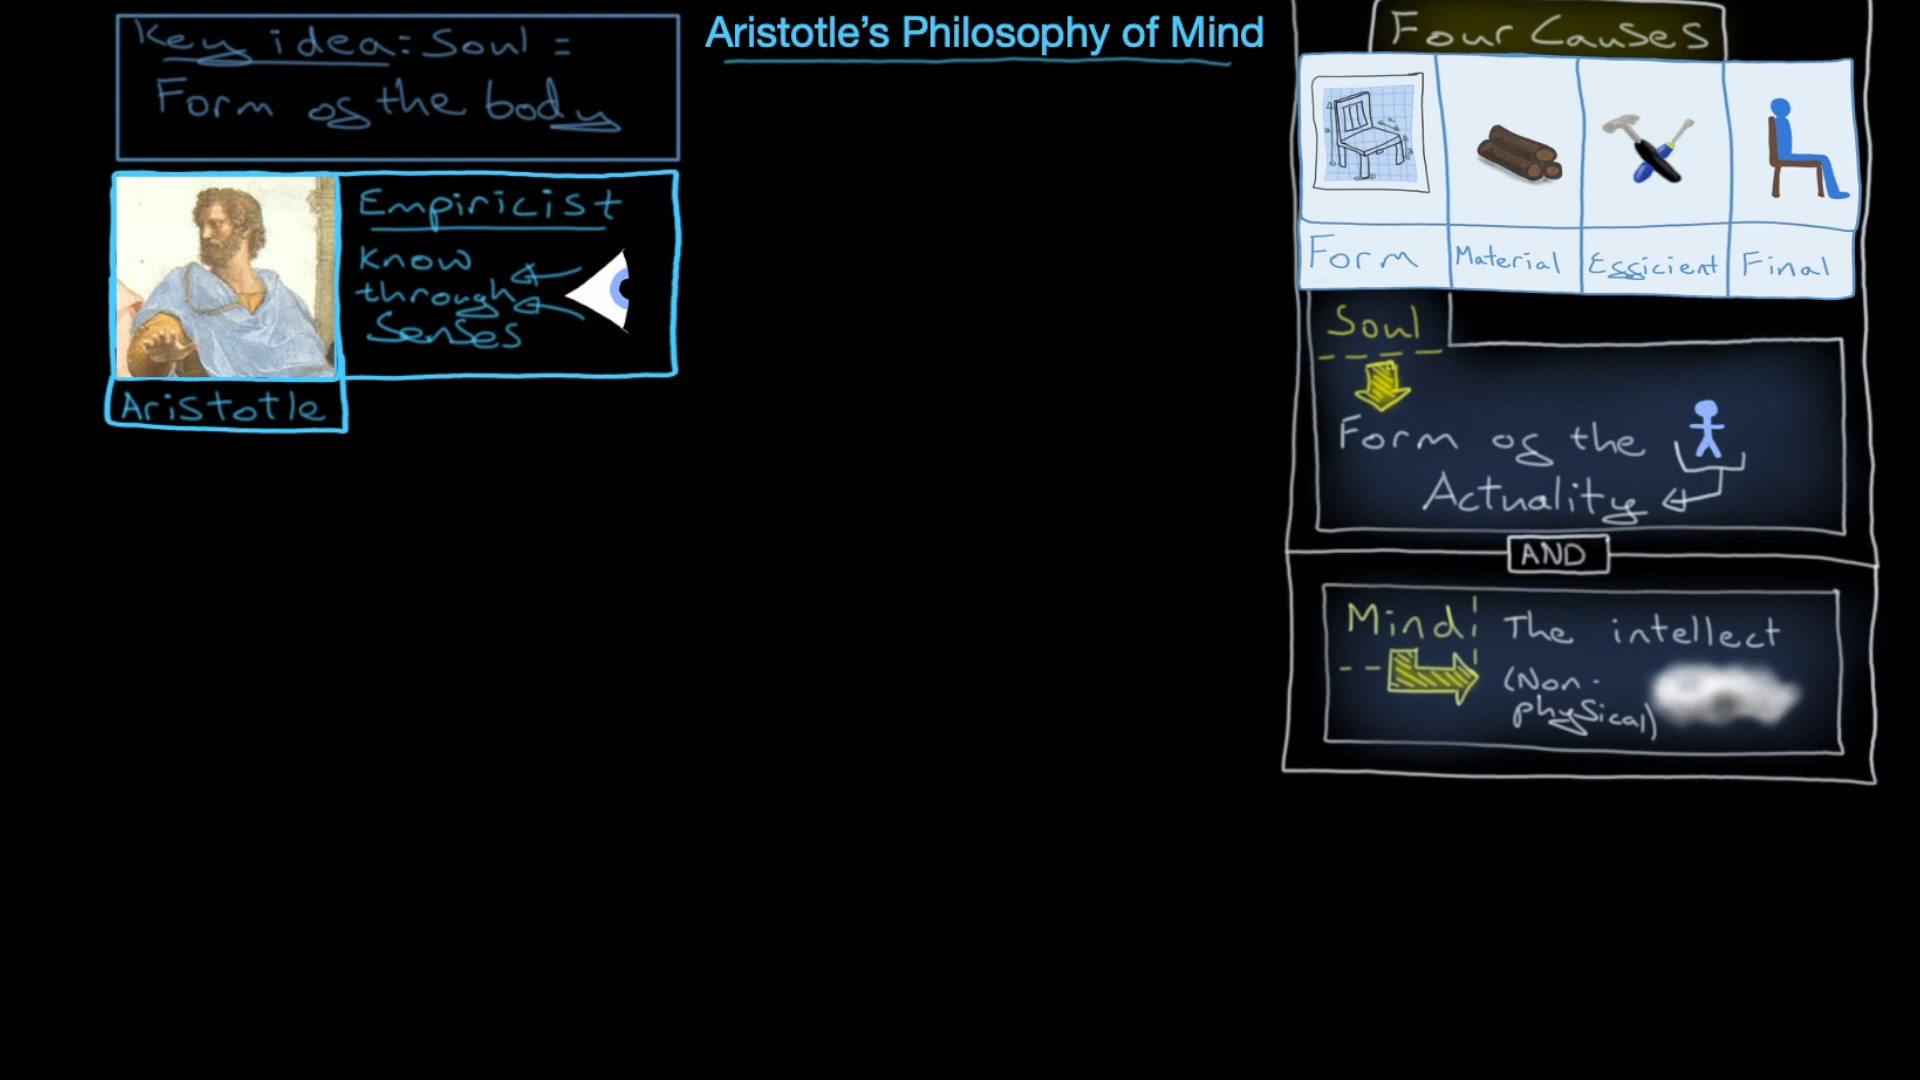 Aristotle's Philosophy of Mind
Key idea: Soul =
Form of the body
Empiricist
Know
through
Senses
Aristotle
Four Causes
Form
Material
Efficient
Final
Soul
Form of the
Actuality
AND
Mind
The intellect
(Non-
physical)